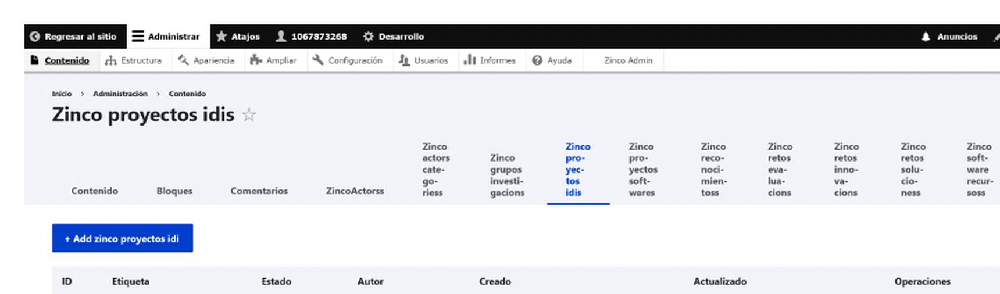 Regresar al sitio Administrar Atajos 1067873268 Desarrollo Anuncios
Contenido Estructura Apariencia Ampliar Configuración Usuarios Informes Ayuda Zinco Admin
Inicio › Administración › Contenido
Zinco proyectos idis
Contenido
Bloques
Comentarios
ZincoActorss
Zinco
actors
cate-
go-
riess
Zinco
grupos
investi-
gacions
Zinco
pro-
yec-
tos
idis
Zinco
pro-
yectos
soft-
wares
Zinco
reco-
noci-
mien-
toss
Zinco
retos
eva-
lua-
cions
Zinco
retos
inno-
va-
cions
Zinco
retos
solu-
cio-
ness
Zinco
soft-
ware
recur-
soss
+ Add zinco proyectos idi
ID Etiqueta Estado Autor Creado Actualizado Operaciones